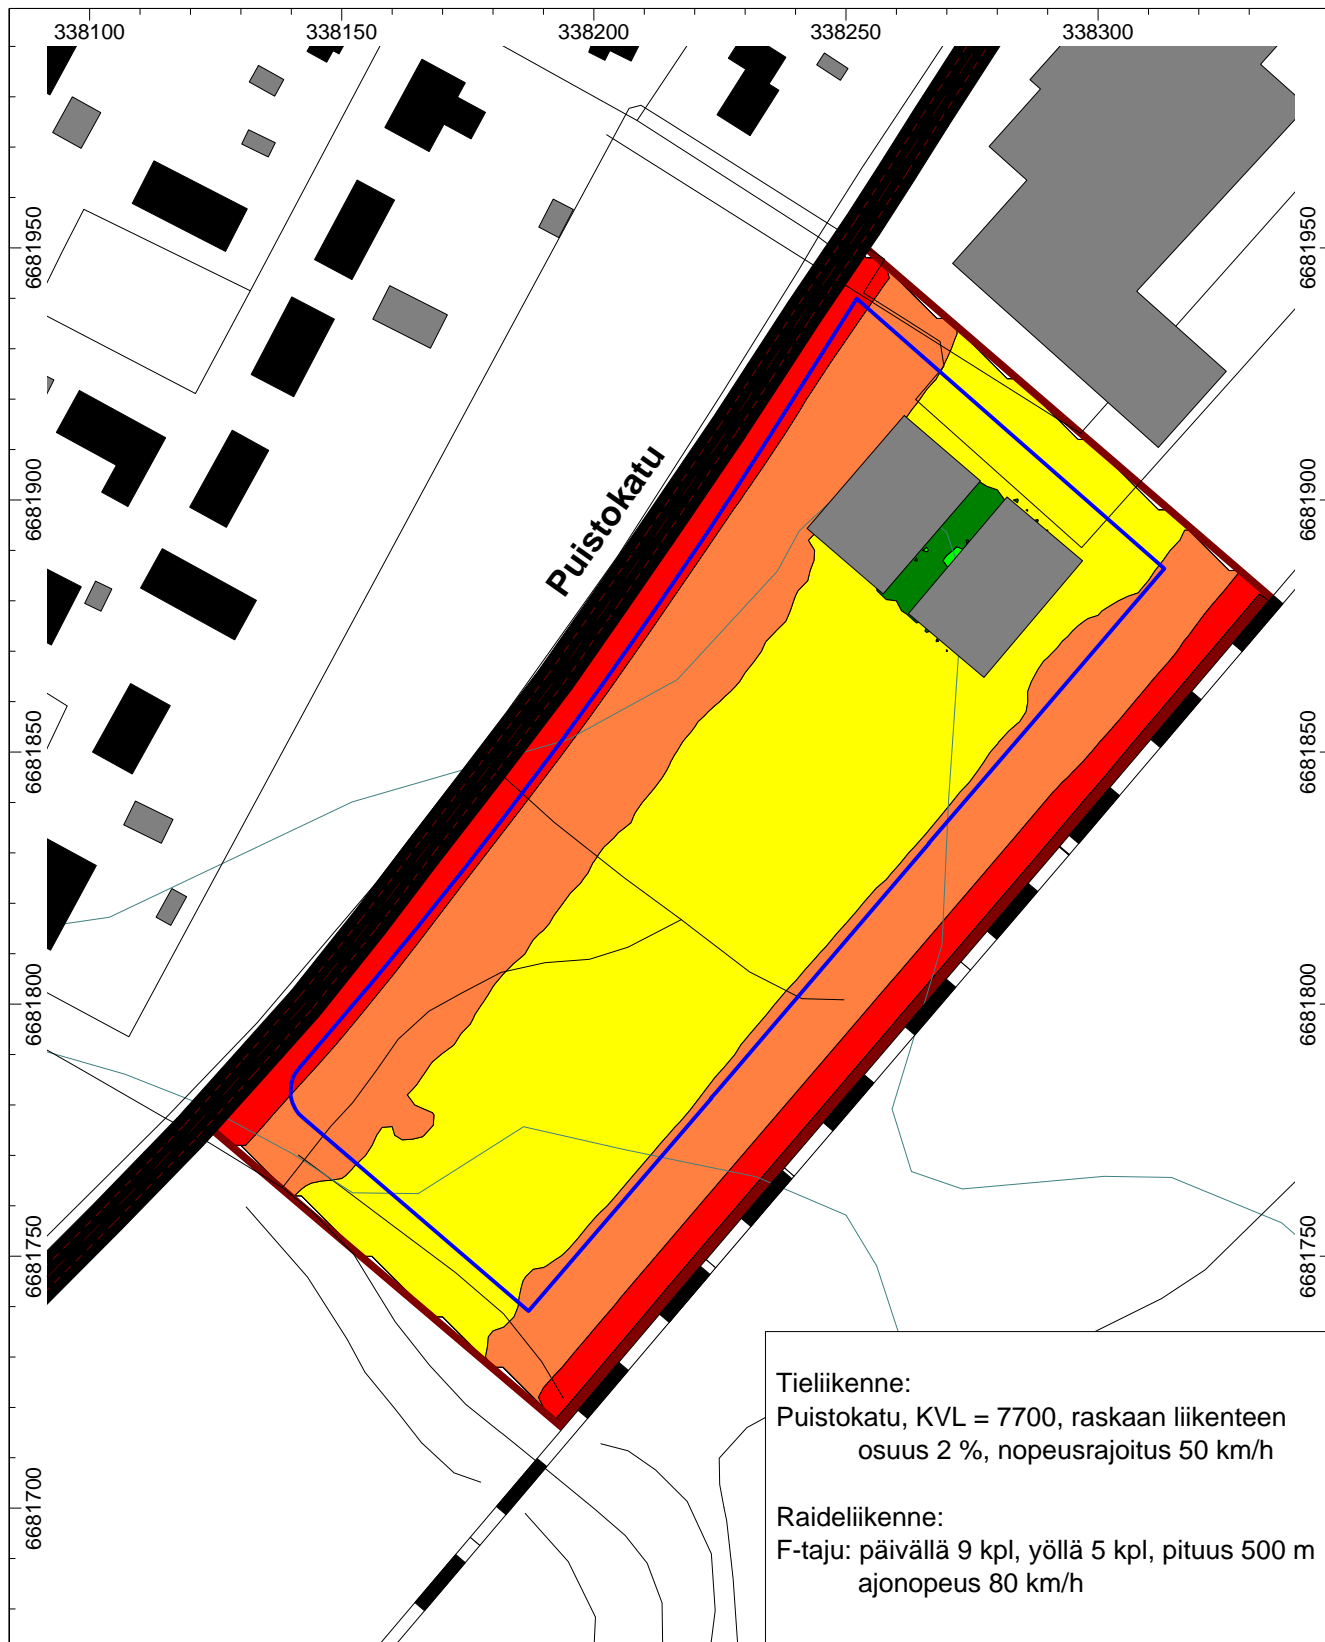 338100 338150 338200 338250 338300
6681950 6681950
6681900 6681900
Puistokatu
6681850 6681850
6681800 6681800
6681750 6681750
6681700
Tieliikenne:
Puistokatu, KVL = 7700, raskaan liikenteen
osuus 2 %, nopeusrajoitus 50 km/h
Raideliikenne:
F-taju: päivällä 9 kpl, yöllä 5 kpl, pituus 500 m
ajonopeus 80 km/h